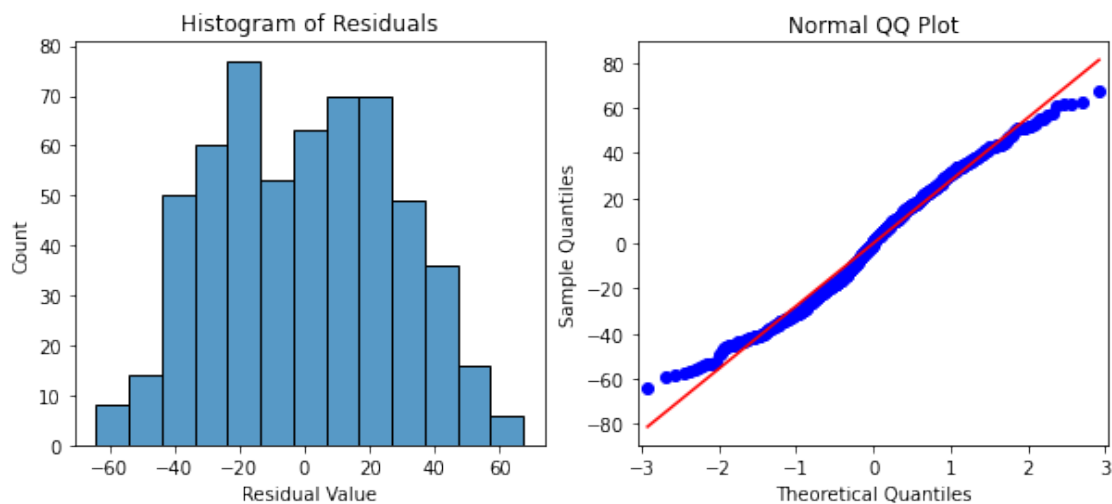 Histogram of Residuals
80
70
60
50
40
30
20
10
0
Count
−60 −40 −20 0 20 40 60
Residual Value
Normal QQ Plot
80
60
40
20
0
−20
−40
−60
−80
Sample Quantiles
−3 −2 −1 0 1 2 3
Theoretical Quantiles